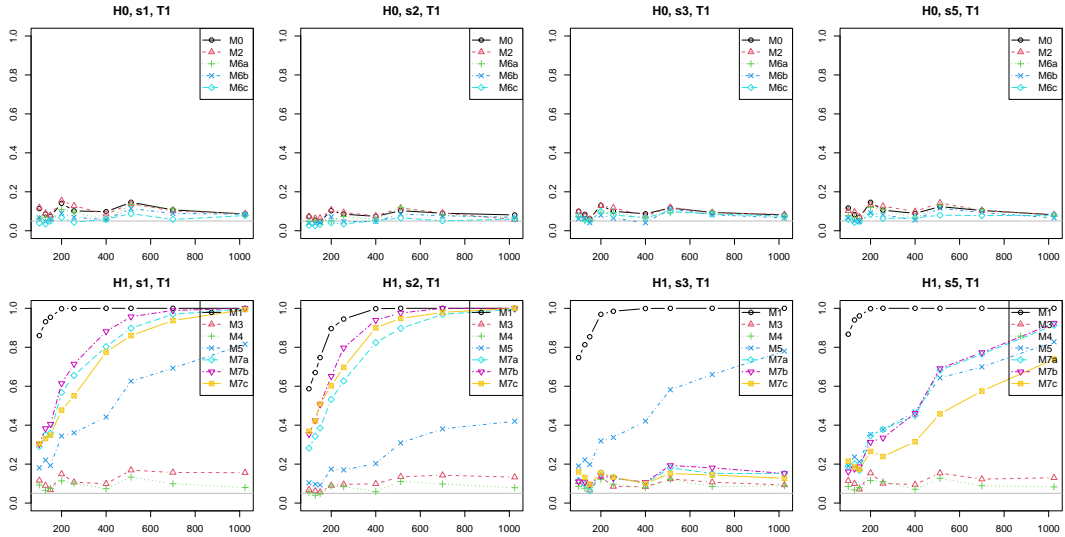 H0, s1, T1
H0, s2, T1
H0, s3, T1
H0, s5, T1
1.0
0.8
0.6
0.4
0.2
0.0
200 400 600 800 1000
M0
M2
M6a
M6b
M6c
1.0
0.8
0.6
0.4
0.2
0.0
200 400 600 800 1000
M0
M2
M6a
M6b
M6c
1.0
0.8
0.6
0.4
0.2
0.0
200 400 600 800 1000
M0
M2
M6a
M6b
M6c
1.0
0.8
0.6
0.4
0.2
0.0
200 400 600 800 1000
M0
M2
M6a
M6b
M6c
H1, s1, T1
H1, s2, T1
H1, s3, T1
H1, s5, T1
1.0
0.8
0.6
0.4
0.2
0.0
200 400 600 800 1000
M1
M3
M4
M5
M7a
M7b
M7c
1.0
0.8
0.6
0.4
0.2
0.0
200 400 600 800 1000
M1
M3
M4
M5
M7a
M7b
M7c
1.0
0.8
0.6
0.4
0.2
0.0
200 400 600 800 1000
M1
M3
M4
M5
M7a
M7b
M7c
1.0
0.8
0.6
0.4
0.2
0.0
200 400 600 800 1000
M1
M3
M4
M5
M7a
M7b
M7c